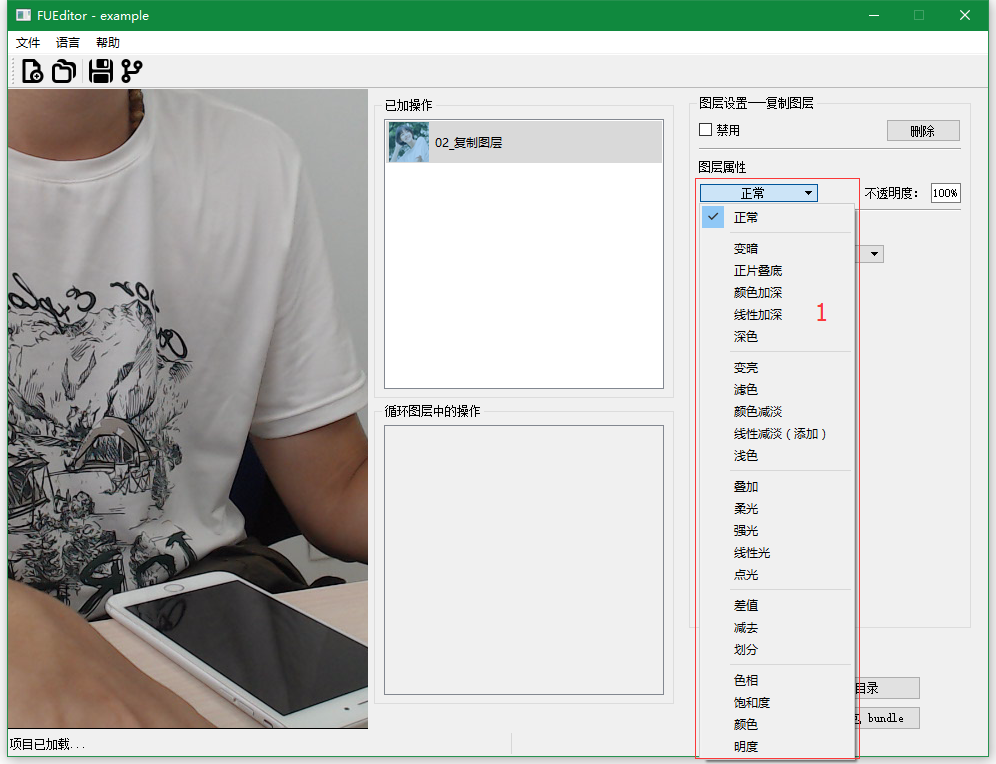 FUEditor - example
文件 语言 帮助
已加操作
02_复制图层
循环图层中的操作
图层设置——复制图层
禁用
删除
图层属性
正常
不透明度：
100%
正常
变暗
正片叠底
颜色加深
线性加深
深色
变亮
滤色
颜色减淡
线性减淡（添加）
浅色
叠加
柔光
强光
线性光
点光
差值
减去
划分
色相
饱和度
颜色
明度
1
目录
bundle
项目已加载...